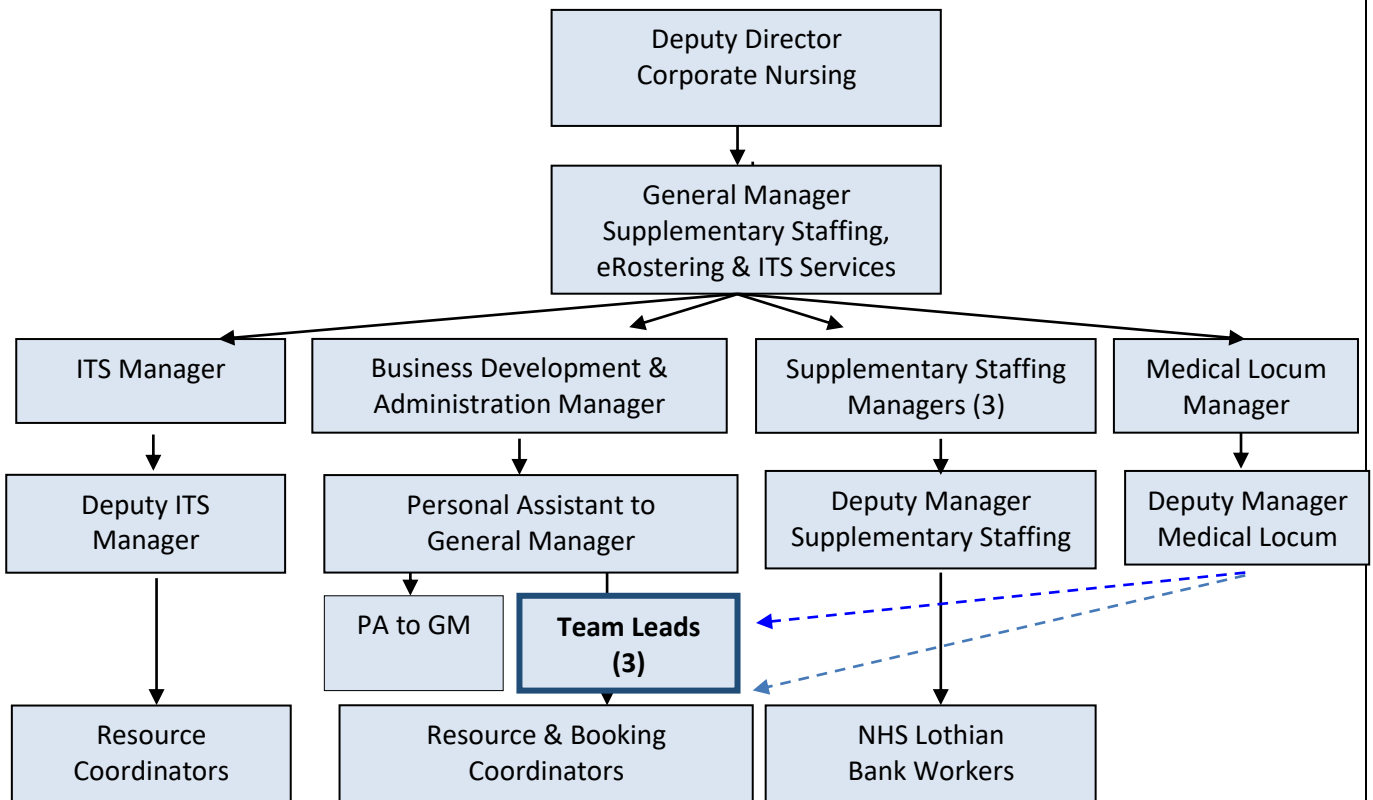 Deputy Director
Corporate Nursing
General Manager
Supplementary Staffing,
eRostering & ITS Services
ITS Manager
Business Development &
Administration Manager
Supplementary Staffing
Managers (3)
Medical Locum
Manager
Deputy ITS
Manager
Personal Assistant to
General Manager
Deputy Manager
Supplementary Staffing
Deputy Manager
Medical Locum
PA to GM
Team Leads
(3)
Resource
Coordinators
Resource & Booking
Coordinators
NHS Lothian
Bank Workers